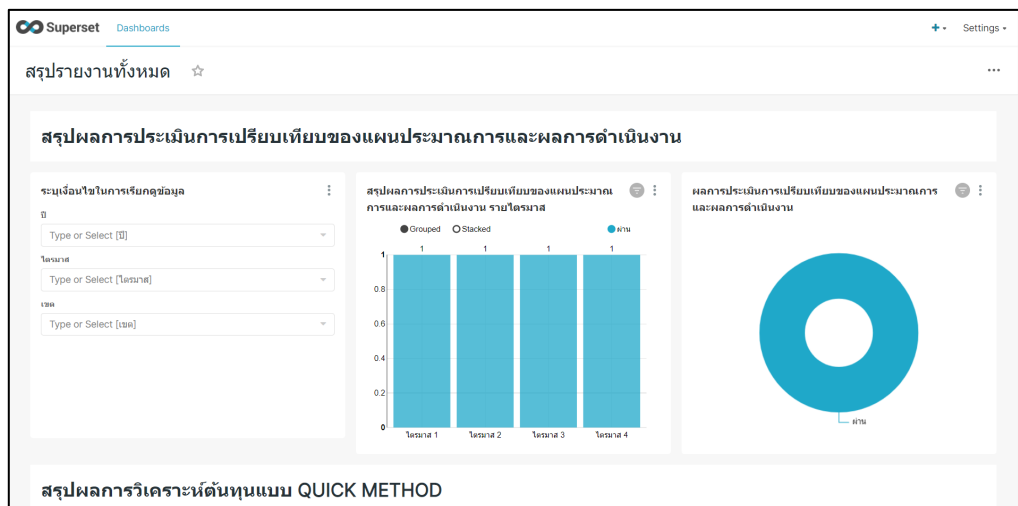 Superset Dashboards Settings
สรุปรายงานทั้งหมด
สรุปผลการประเมินการเปรียบเทียบของแผนประมาณการและผลการดำเนินงาน
ระบุเงื่อนไขในการเรียกดูข้อมูล
ปี
Type or Select [ปี]
ไตรมาส
Type or Select [ไตรมาส]
เขต
Type or Select [เขต]
สรุปผลการประเมินการเปรียบเทียบของแผนประมาณ
การและผลการดำเนินงาน รายไตรมาส
Grouped Stacked ผ่าน
1 1 1 1
1
0.8
0.6
0.4
0.2
0
ไตรมาส 1 ไตรมาส 2 ไตรมาส 3 ไตรมาส 4
ผลการประเมินการเปรียบเทียบของแผนประมาณการ
และผลการดำเนินงาน
ผ่าน
สรุปผลการวิเคราะห์ต้นทุนแบบ QUICK METHOD